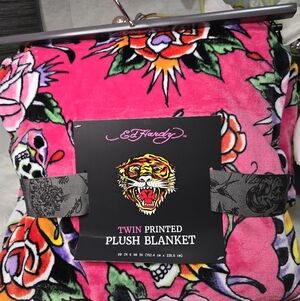 Ed Hardy
TWIN PRINTED
PLUSH BLANKET